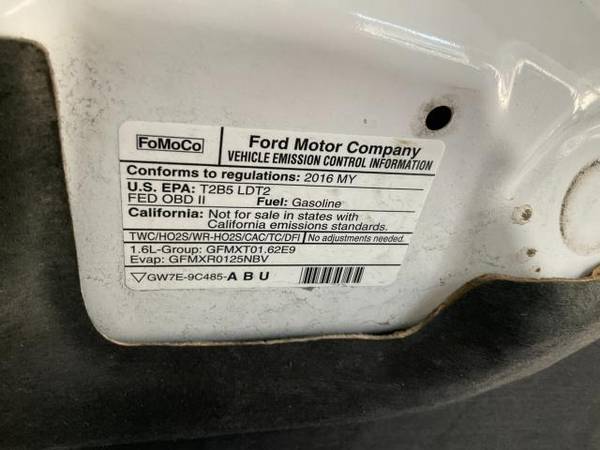 FoMoCo
Ford Motor Company
VEHICLE EMISSION CONTROL INFORMATION
Conforms to regulations: 2016 MY
U.S. EPA: T2B5 LDT2
FED OBD II Fuel: Gasoline
California: Not for sale in states with
California emissions standards.
TWC/HO2S/WR-HO2S/CAC/TC/DFI No adjustments needed.
1.6L-Group: GFMXT01.62E9
Evap: GFMXR0125NBV
GW7E-9C485-A B U